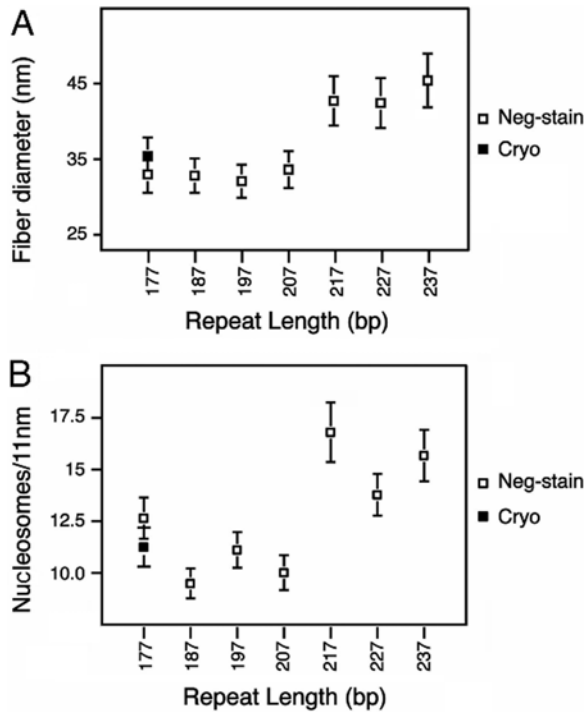 A
Fiber diameter (nm)
45
35
25
Neg-stain
Cryo
177 187 197 207 217 227 237
Repeat Length (bp)
B
Nucleosomes/11nm
17.5
15
12.5
10.0
Neg-stain
Cryo
177 187 197 207 217 227 237
Repeat Length (bp)